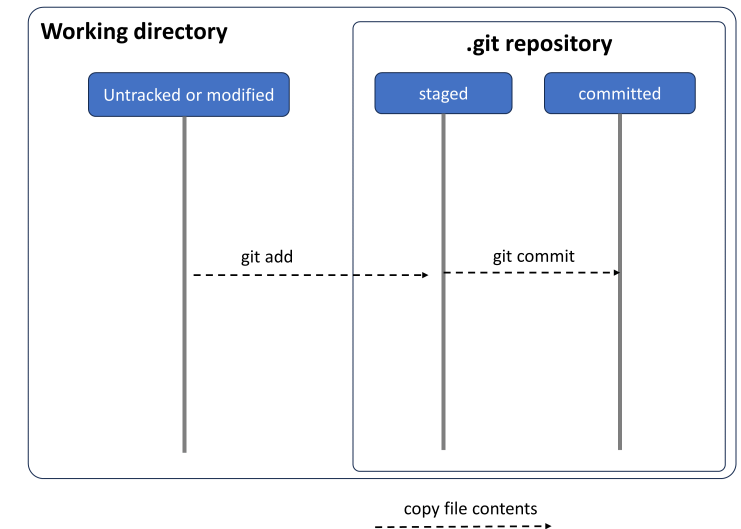 Working directory
.git repository
Untracked or modified
staged
committed
git add
git commit
copy file contents